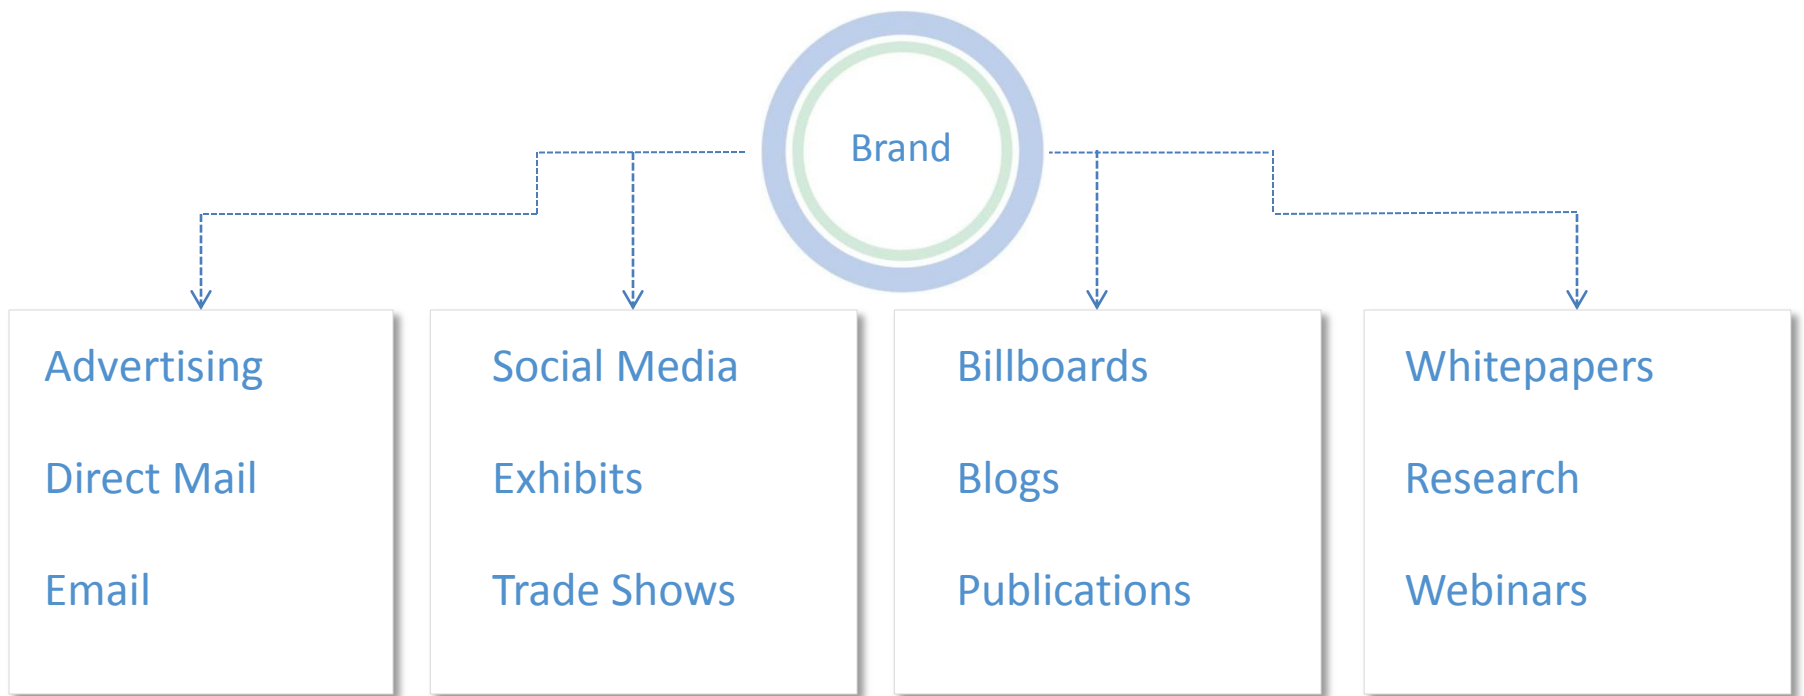 Brand
Advertising
Direct Mail
Email
Social Media
Exhibits
Trade Shows
Billboards
Blogs
Publications
Whitepapers
Research
Webinars